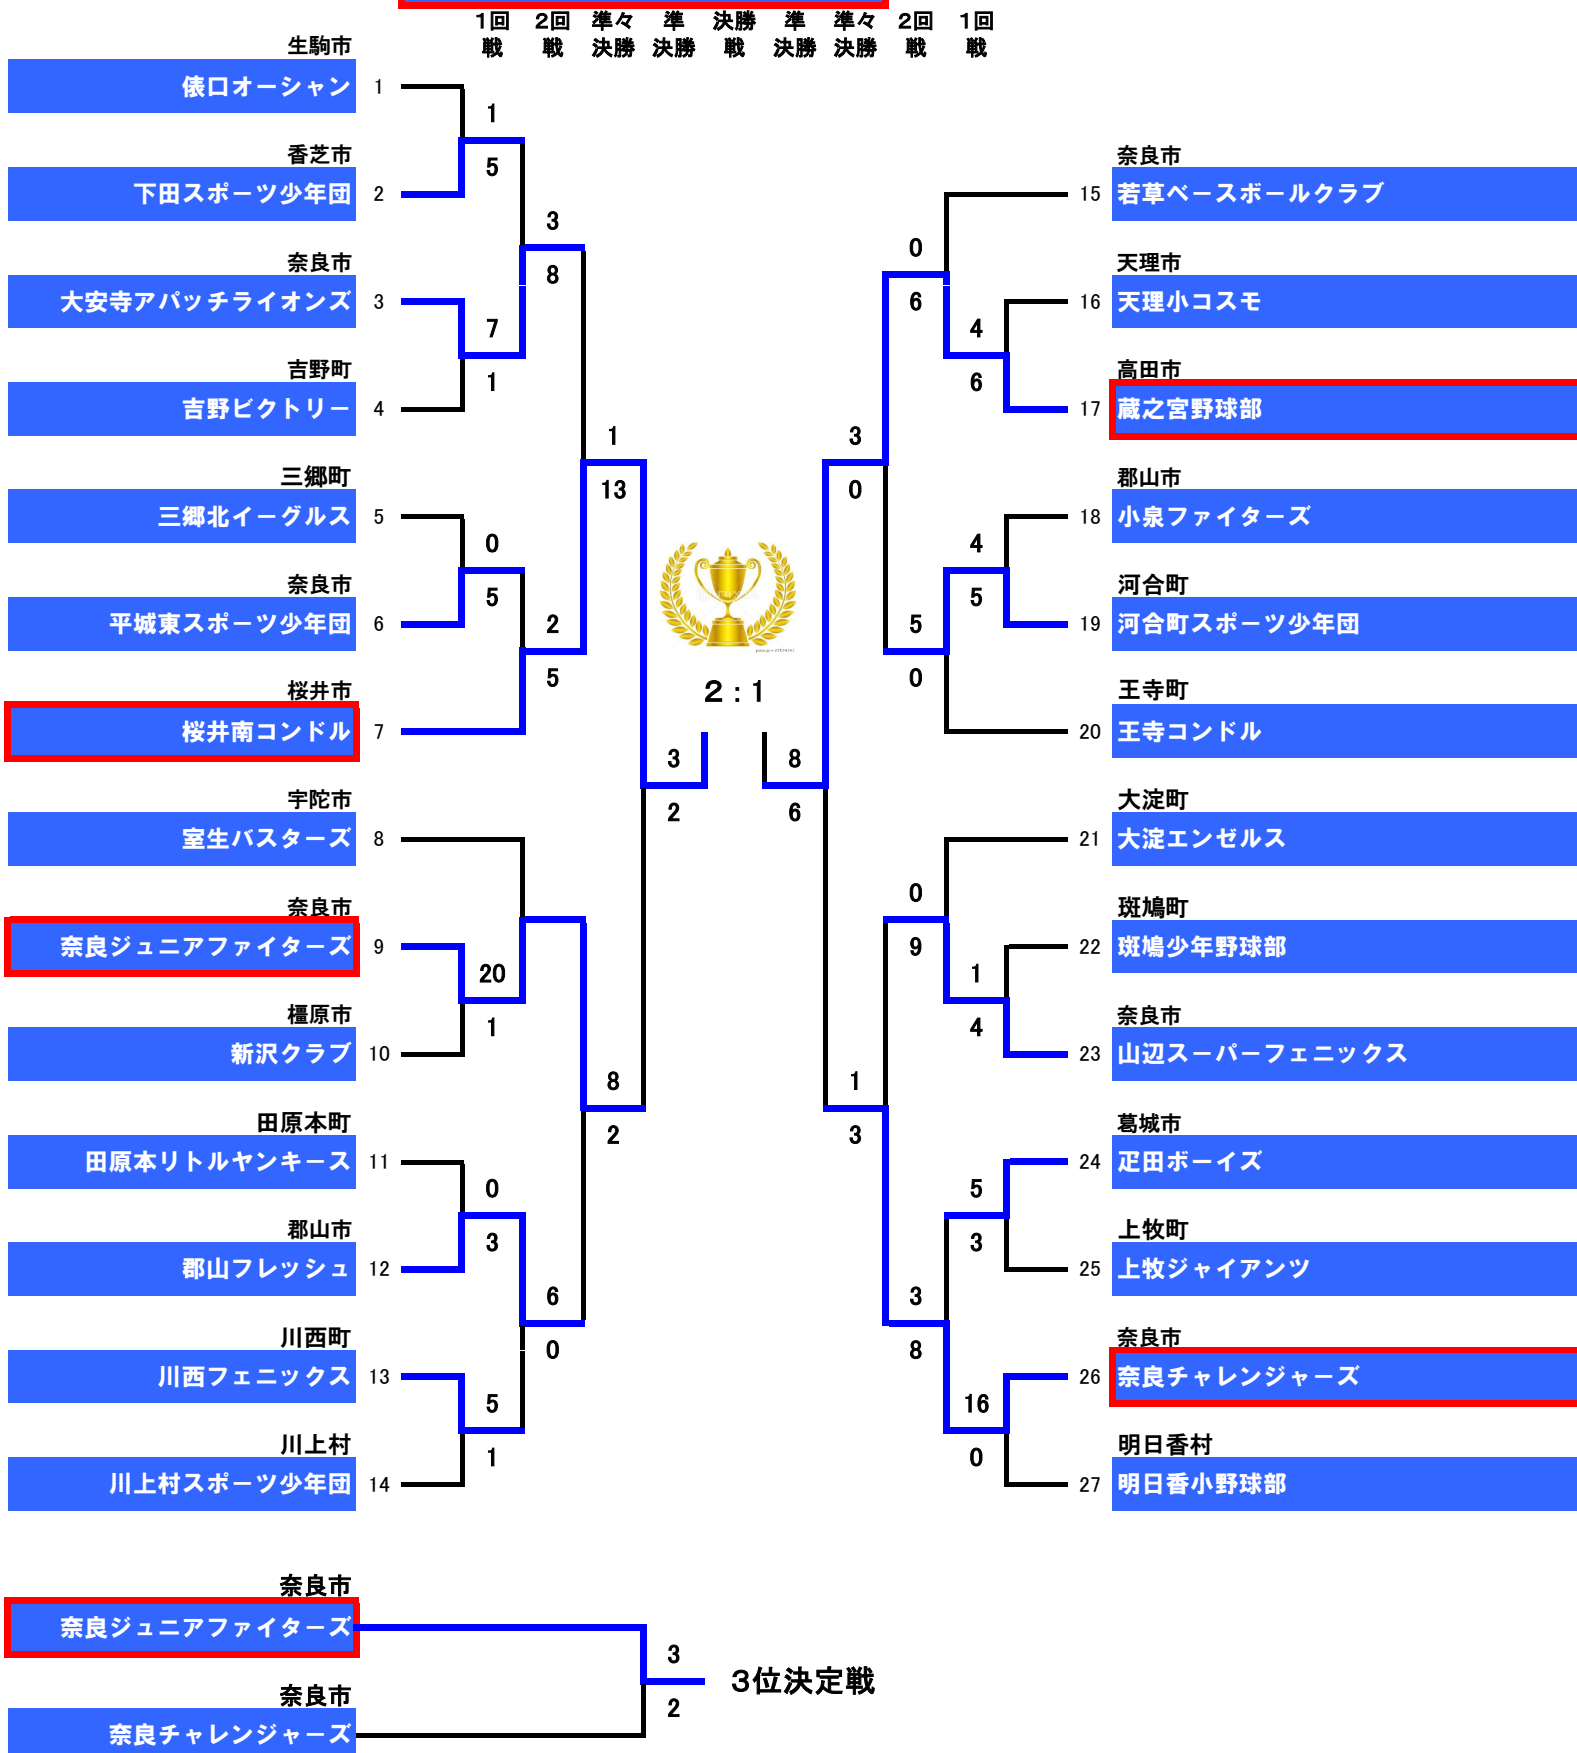 1回戦
2回戦
準々決勝
準決勝
決勝戦
準決勝
準々決勝
2回戦
1回戦
生駒市
俵口オーシャン 1
香芝市
下田スポーツ少年団 2
奈良市
大安寺アパッチライオンズ 3
吉野町
吉野ビクトリー 4
三郷町
三郷北イーグルス 5
奈良市
平城東スポーツ少年団 6
桜井市
桜井南コンドル 7
宇陀市
室生バスターズ 8
奈良市
奈良ジュニアファイターズ 9
橿原市
新沢クラブ 10
田原本町
田原本リトルヤンキース 11
郡山市
郡山フレッシュ 12
川西町
川西フェニックス 13
川上村
川上村スポーツ少年団 14
1
5
7
1
0
5
20
1
0
3
5
1
3
8
2
5
6
0
1
13
8
2
3
2
2:1
8
6
3
0
1
3
0
6
5
0
0
9
3
8
4
6
4
5
1
4
5
3
16
0
奈良市
15 若草ベースボールクラブ
天理市
16 天理小コスモ
高田市
17 蔵之宮野球部
郡山市
18 小泉ファイターズ
河合町
19 河合町スポーツ少年団
王寺町
20 王寺コンドル
大淀町
21 大淀エンゼルス
斑鳩町
22 斑鳩少年野球部
奈良市
23 山辺スーパーフェニックス
葛城市
24 疋田ボーイズ
上牧町
25 上牧ジャイアンツ
奈良市
26 奈良チャレンジャーズ
明日香村
27 明日香小野球部
奈良市
奈良ジュニアファイターズ
奈良市
奈良チャレンジャーズ
3
2
3位決定戦